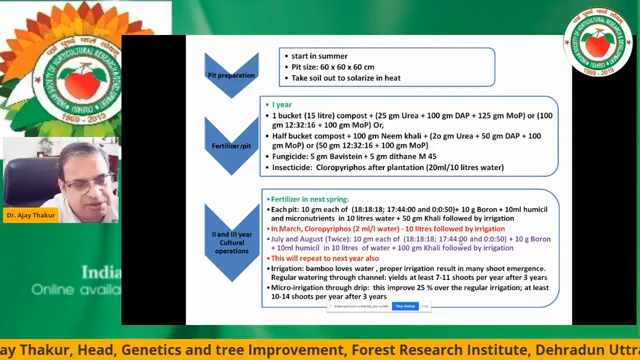 Pit preparation
• start in summer
• Pit size: 60 x 60 x 60 cm
• Take soil out to solarize in heat
Fertilizer/pit
• I year
• 1 bucket (15 litre) compost + (25 gm Urea + 100 gm DAP + 125 gm MoP) or (100
gm 12:32:16 + 100 gm MoP) Or,
• Half bucket compost + 100 gm Neem khali + (2o gm Urea + 50 gm DAP + 100
gm MoP) or (50 gm 12:32:16 + 100 gm MoP)
• Fungicide: 5 gm Bavistein + 5 gm dithane M 45
• Insecticide: Cloropyriphos after plantation (20ml/10 litres water)
II and III year
Cultural
operations
• Fertilizer in next spring:
• Each pit: 10 gm each of (18:18:18; 17:44:00 and 0:0:50)+ 10 g Boron + 10ml humicil
and micronutrients in 10 litres water + 50 gm Khali followed by irrigation
• In March, Cloropyriphos (2 ml/l water) - 10 litres followed by irrigation
• July and August (Twice): 10 gm each of (18:18:18; 17:44:00 and 0:0:50) + 10 g Boron
+ 10ml humicil in 10 litres of water + 100 gm Khali followed by irrigation
• This will repeat to next year also
• Irrigation: bamboo loves water , proper irrigation result in many shoot emergence.
Regular watering through channel: yields at least 7-11 shoots per year after 3 years
• Micro-irrigation through drip: this improve 25 % over the regular irrigation; at least
10-14 shoots per year after 3 years
Dr. Ajay Thakur
India
Online availa
1969 - 2019
ISHRD
1969 - 2019
ISHRD
ay Thakur, Head, Genetics and tree Improvement, Forest Research Institute, Dehradun Uttra